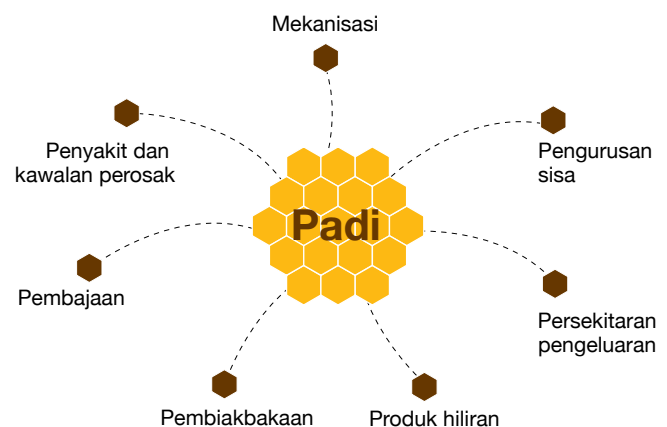 Mekanisasi
Penyakit dan
kawalan perosak
Pengurusan
sisa
Padi
Pembajaan
Persekitaran
pengeluaran
Pembiakbakaan
Produk hiliran